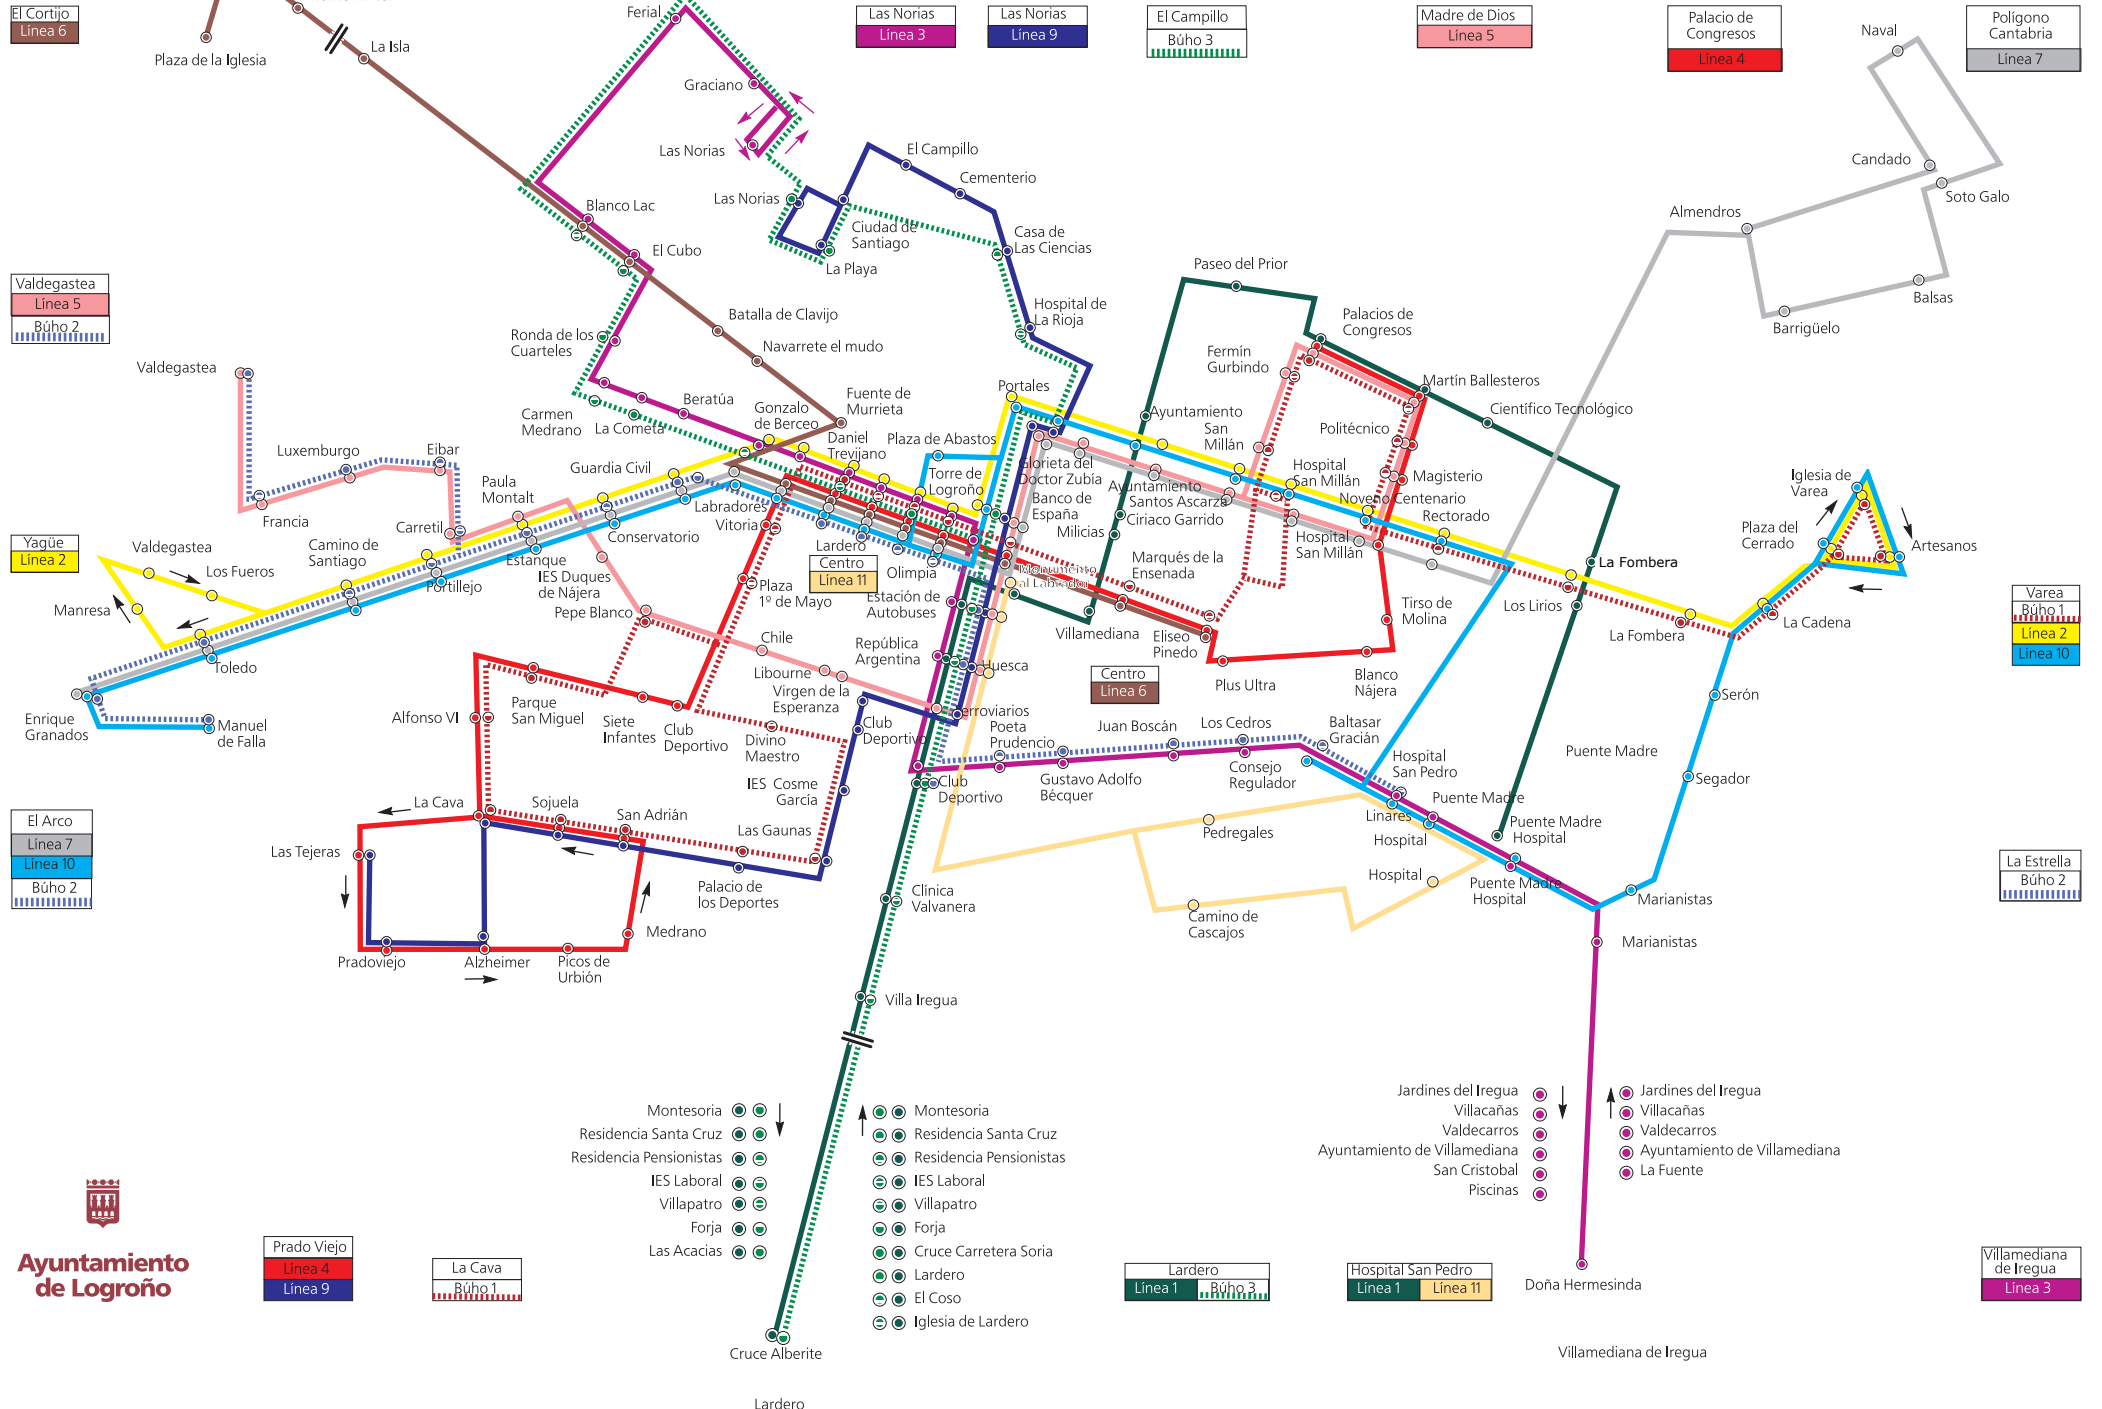 El Cortijo
Línea 6
Plaza de la Iglesia
La Isla
Ferial
Las Norias
Línea 3
Las Norias
Línea 9
El Campillo
Búho 3
Madre de Dios
Línea 5
Palacio de
Congresos
Línea 4
Polígono
Cantabria
Línea 7
Naval
Graciano
Las Norias
El Campillo
Cementerio
Candado
Soto Galo
Almendros
Blanco Lac
Las Norias
Ciudad de
Santiago
Casa de
Las Ciencias
El Cubo
La Playa
Paseo del Prior
Balsas
Barrigüelo
Valdegastea
Línea 5
Búho 2
Ronda de los
Cuarteles
Batalla de Clavijo
Navarrete el mudo
Hospital de
La Rioja
Palacios de
Congresos
Fermín
Gurbindo
Valdegastea
Martín Ballesteros
Científico Tecnológico
Carmen
Medrano
La Cometa
Beratúa
Gonzalo
de Berceo
Fuente de
Murrieta
Daniel
Trevijano
Portales
Plaza de Abastos
Ayuntamiento
San
Millán
Politécnico
Luxemburgo
Eibar
Guardia Civil
Torre de
Logroño
Glorieta del
Doctor Zubía
Hospital
San Millán
Magisterio
Iglesia de
Varea
Paula
Montalt
Labradores
Vitoria
Banco de
España
Ayuntamiento
Santos Ascarza
Ciriaco Garrido
Noveno Centenario
Rectorado
Francia
Carretil
Conservatorio
Milicias
Hospital
San Millán
Plaza del
Cerrado
Artesanos
Yagüe
Línea 2
Valdegastea
Los Fueros
Camino de
Santiago
Estanque
Lardero
Centro
Línea 11
Olimpia
Monumento
al Labrador
Marqués de la
Ensenada
La Fombera
Manresa
Portillejo
IES Duques
de Nájera
Pepe Blanco
Plaza
1º de Mayo
Estación de
Autobuses
Villamediana
Eliseo
Pinedo
Tirso de
Molina
Los Lirios
La Fombera
La Cadena
Varea
Búho 1
Línea 2
Línea 10
Toledo
Chile
República
Argentina
Huesca
Centro
Línea 6
Plus Ultra
Blanco
Nájera
Libourne
Virgen de la
Esperanza
Enrique
Granados
Manuel
de Falla
Alfonso VI
Parque
San Miguel
Siete
Infantes
Club
Deportivo
Divino
Maestro
Club
Deportivo
Ferroviarios
Poeta
Prudencio
Juan Boscán
Los Cedros
Baltasar
Gracián
Serón
Puente Madre
Segador
IES Cosme
García
Club
Deportivo
Gustavo Adolfo
Bécquer
Consejo
Regulador
Hospital
San Pedro
Puente Madre
Linares
Hospital
Puente Madre
Hospital
El Arco
Línea 7
Línea 10
Búho 2
La Cava
Sojuela
San Adrián
Las Gaunas
Pedregales
Las Tejeras
Palacio de
los Deportes
Clínica
Valvanera
Camino de
Cascajos
Hospital
Puente Madre
Hospital
Marianistas
La Estrella
Búho 2
Medrano
Marianistas
Pradoviejo
Alzheimer
Picos de
Urbión
Villa Iregua
Montesoria
Residencia Santa Cruz
Residencia Pensionistas
IES Laboral
Villapatro
Forja
Las Acacias
Montesoria
Residencia Santa Cruz
Residencia Pensionistas
IES Laboral
Villapatro
Forja
Cruce Carretera Soria
Lardero
El Coso
Iglesia de Lardero
Jardines del Iregua
Villacañas
Valdecarros
Ayuntamiento de Villamediana
San Cristobal
Piscinas
Jardines del Iregua
Villacañas
Valdecarros
Ayuntamiento de Villamediana
La Fuente
Ayuntamiento
de Logroño
Prado Viejo
Línea 4
Línea 9
La Cava
Búho 1
Lardero
Línea 1
Búho 3
Hospital San Pedro
Línea 1
Línea 11
Doña Hermesinda
Villamediana
de Iregua
Línea 3
Cruce Alberite
Villamediana de Iregua
Lardero